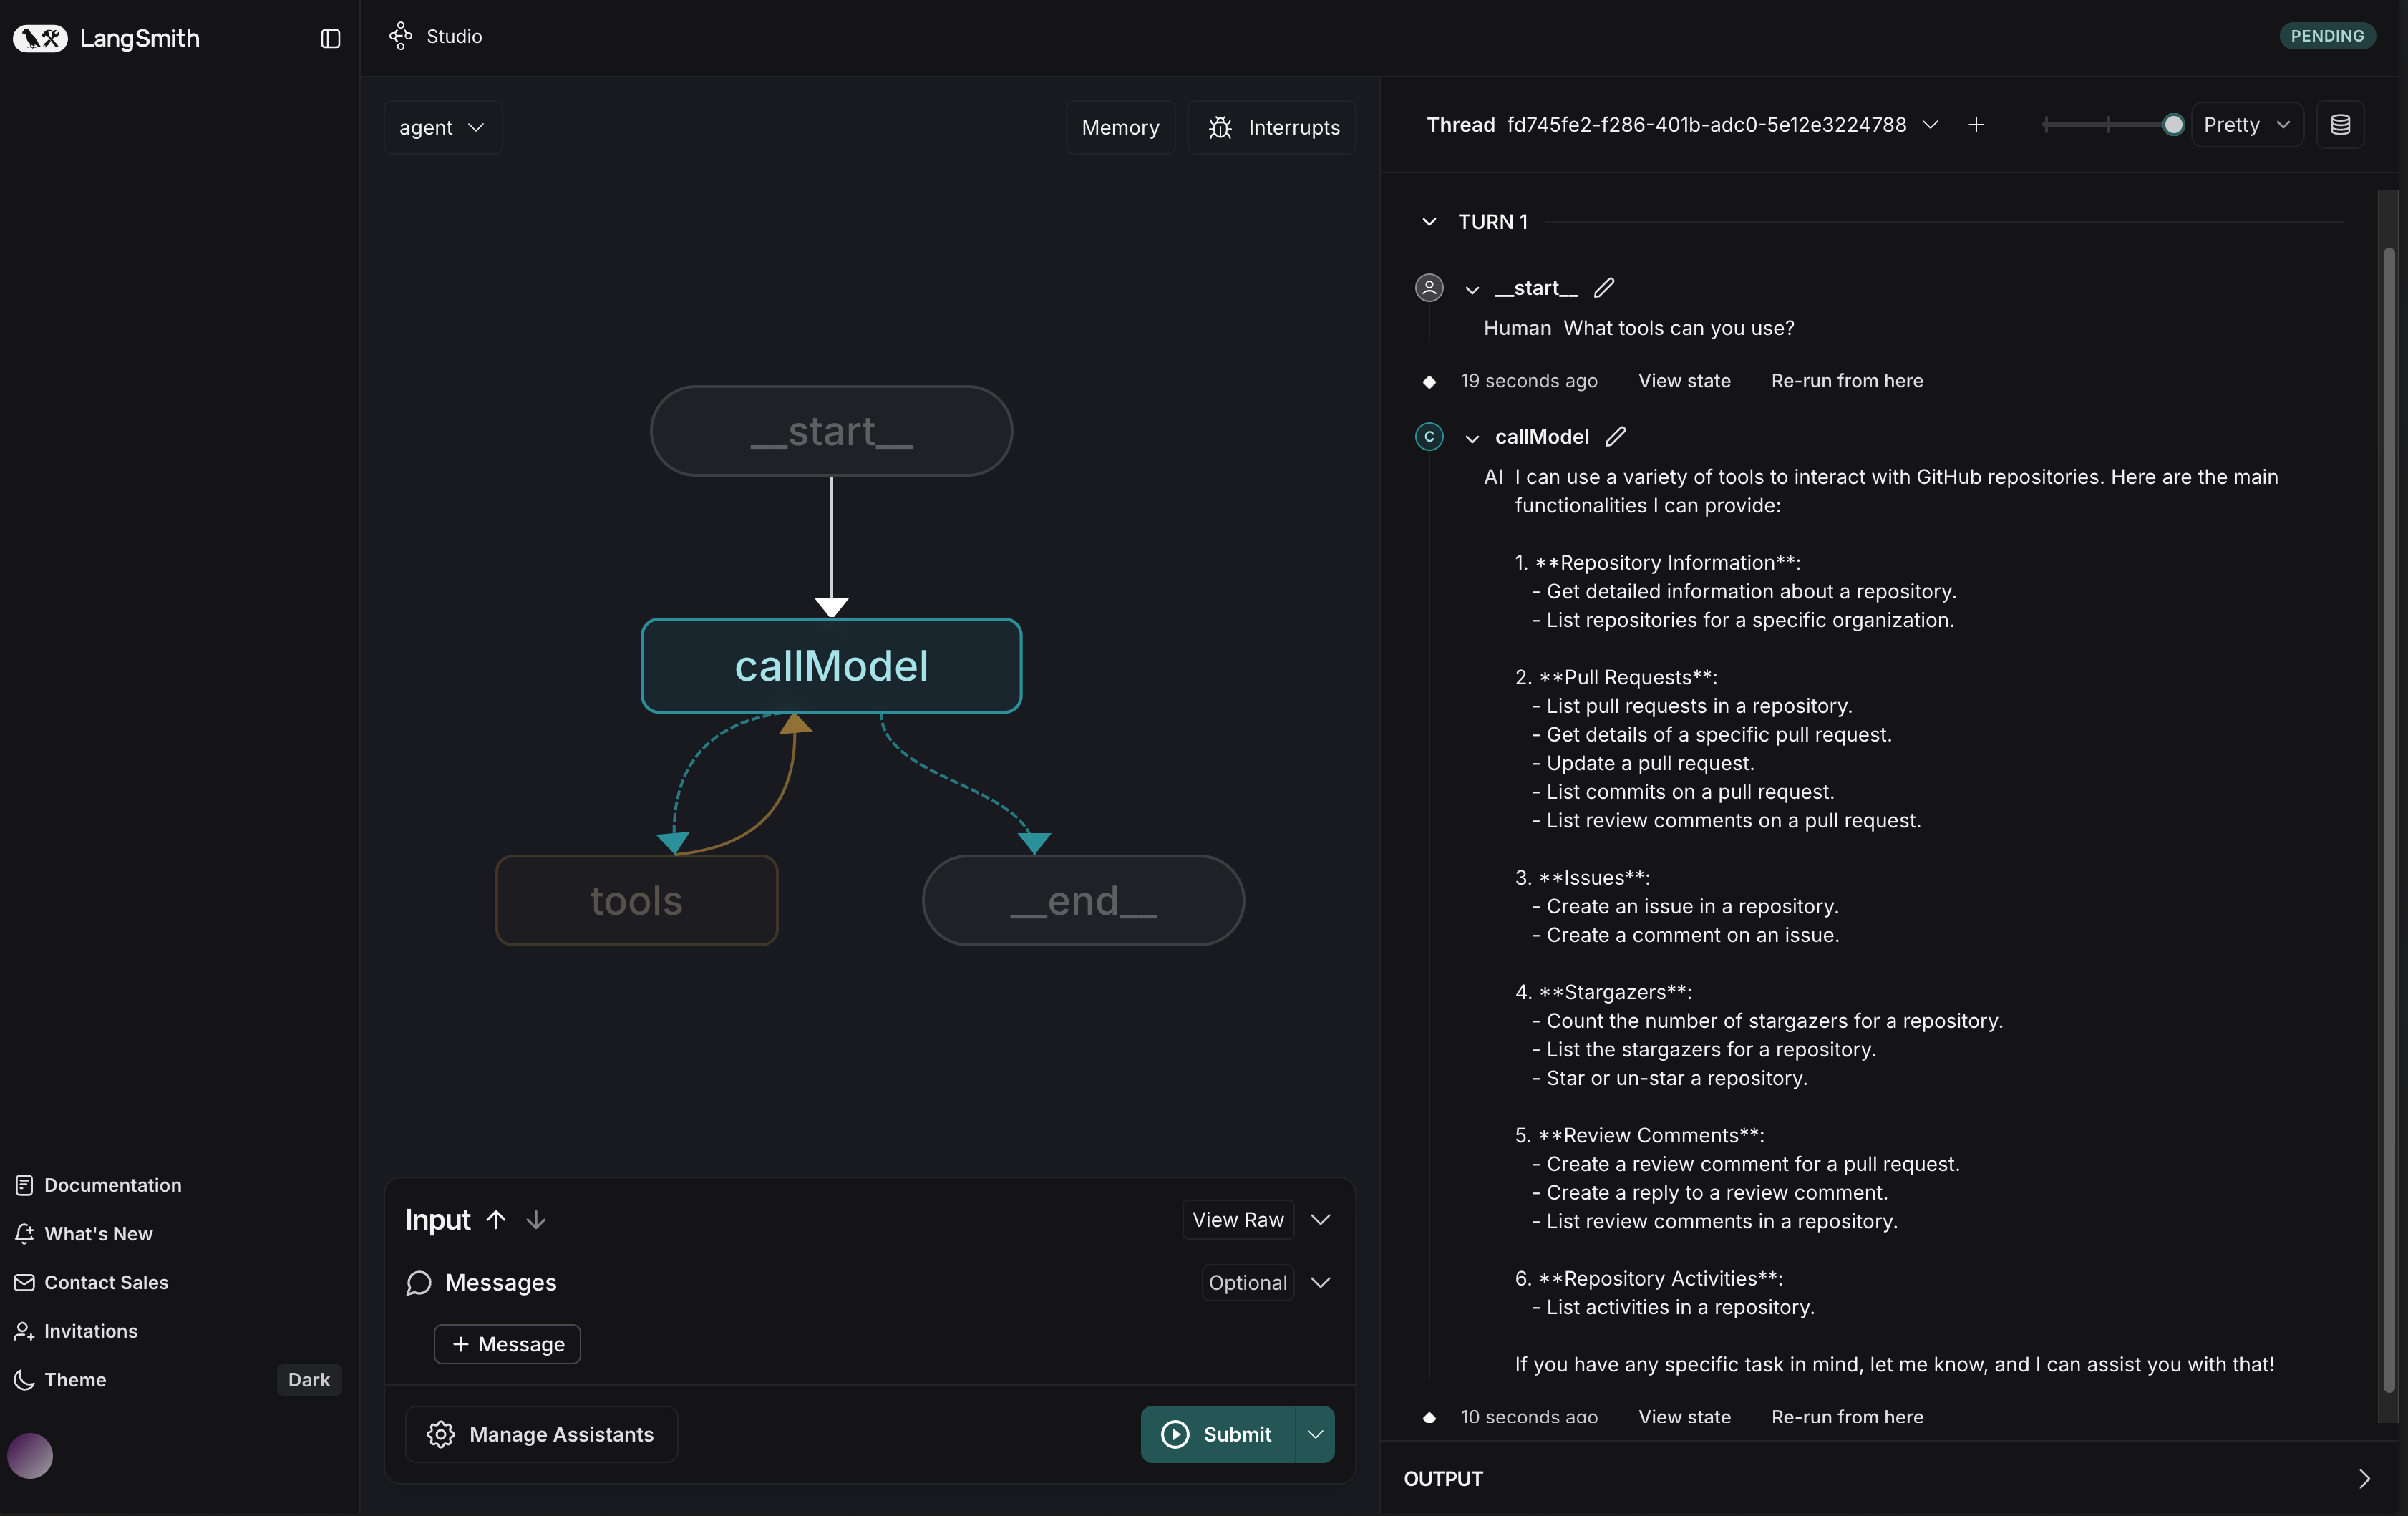 LangSmith
Studio
PENDING
agent
Memory
Interrupts
Thread fd745fe2-f286-401b-adc0-5e12e3224788
Pretty
__start__
callModel
tools
__end__
Input
View Raw
Messages
Optional
+ Message
Manage Assistants
Submit
TURN 1
__start__
Human What tools can you use?
19 seconds ago View state Re-run from here
C callModel
AI I can use a variety of tools to interact with GitHub repositories. Here are the main
functionalities I can provide:
1. **Repository Information**:
- Get detailed information about a repository.
- List repositories for a specific organization.
2. **Pull Requests**:
- List pull requests in a repository.
- Get details of a specific pull request.
- Update a pull request.
- List commits on a pull request.
- List review comments on a pull request.
3. **Issues**:
- Create an issue in a repository.
- Create a comment on an issue.
4. **Stargazers**:
- Count the number of stargazers for a repository.
- List the stargazers for a repository.
- Star or un-star a repository.
5. **Review Comments**:
- Create a review comment for a pull request.
- Create a reply to a review comment.
- List review comments in a repository.
6. **Repository Activities**:
- List activities in a repository.
If you have any specific task in mind, let me know, and I can assist you with that!
10 seconds ago View state Re-run from here
OUTPUT
Documentation
What's New
Contact Sales
Invitations
Theme Dark